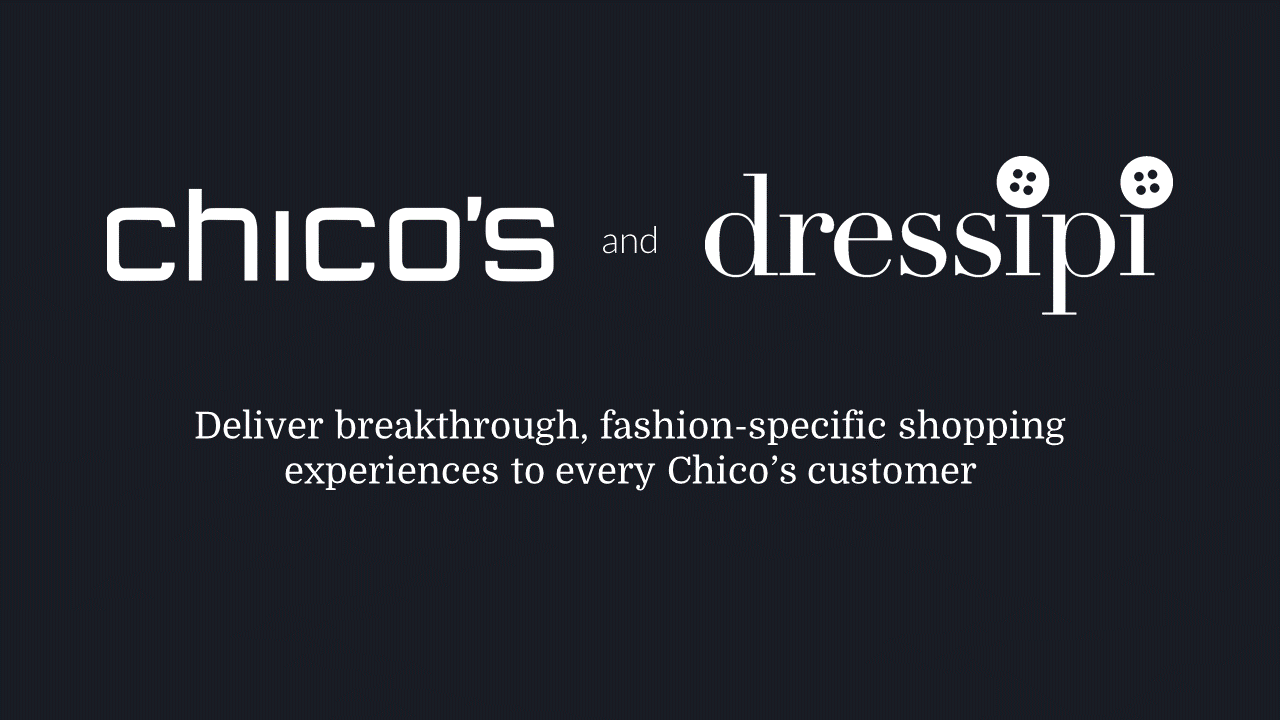 chico's and dressipi
Deliver breakthrough, fashion-specific shopping
experiences to every Chico’s customer